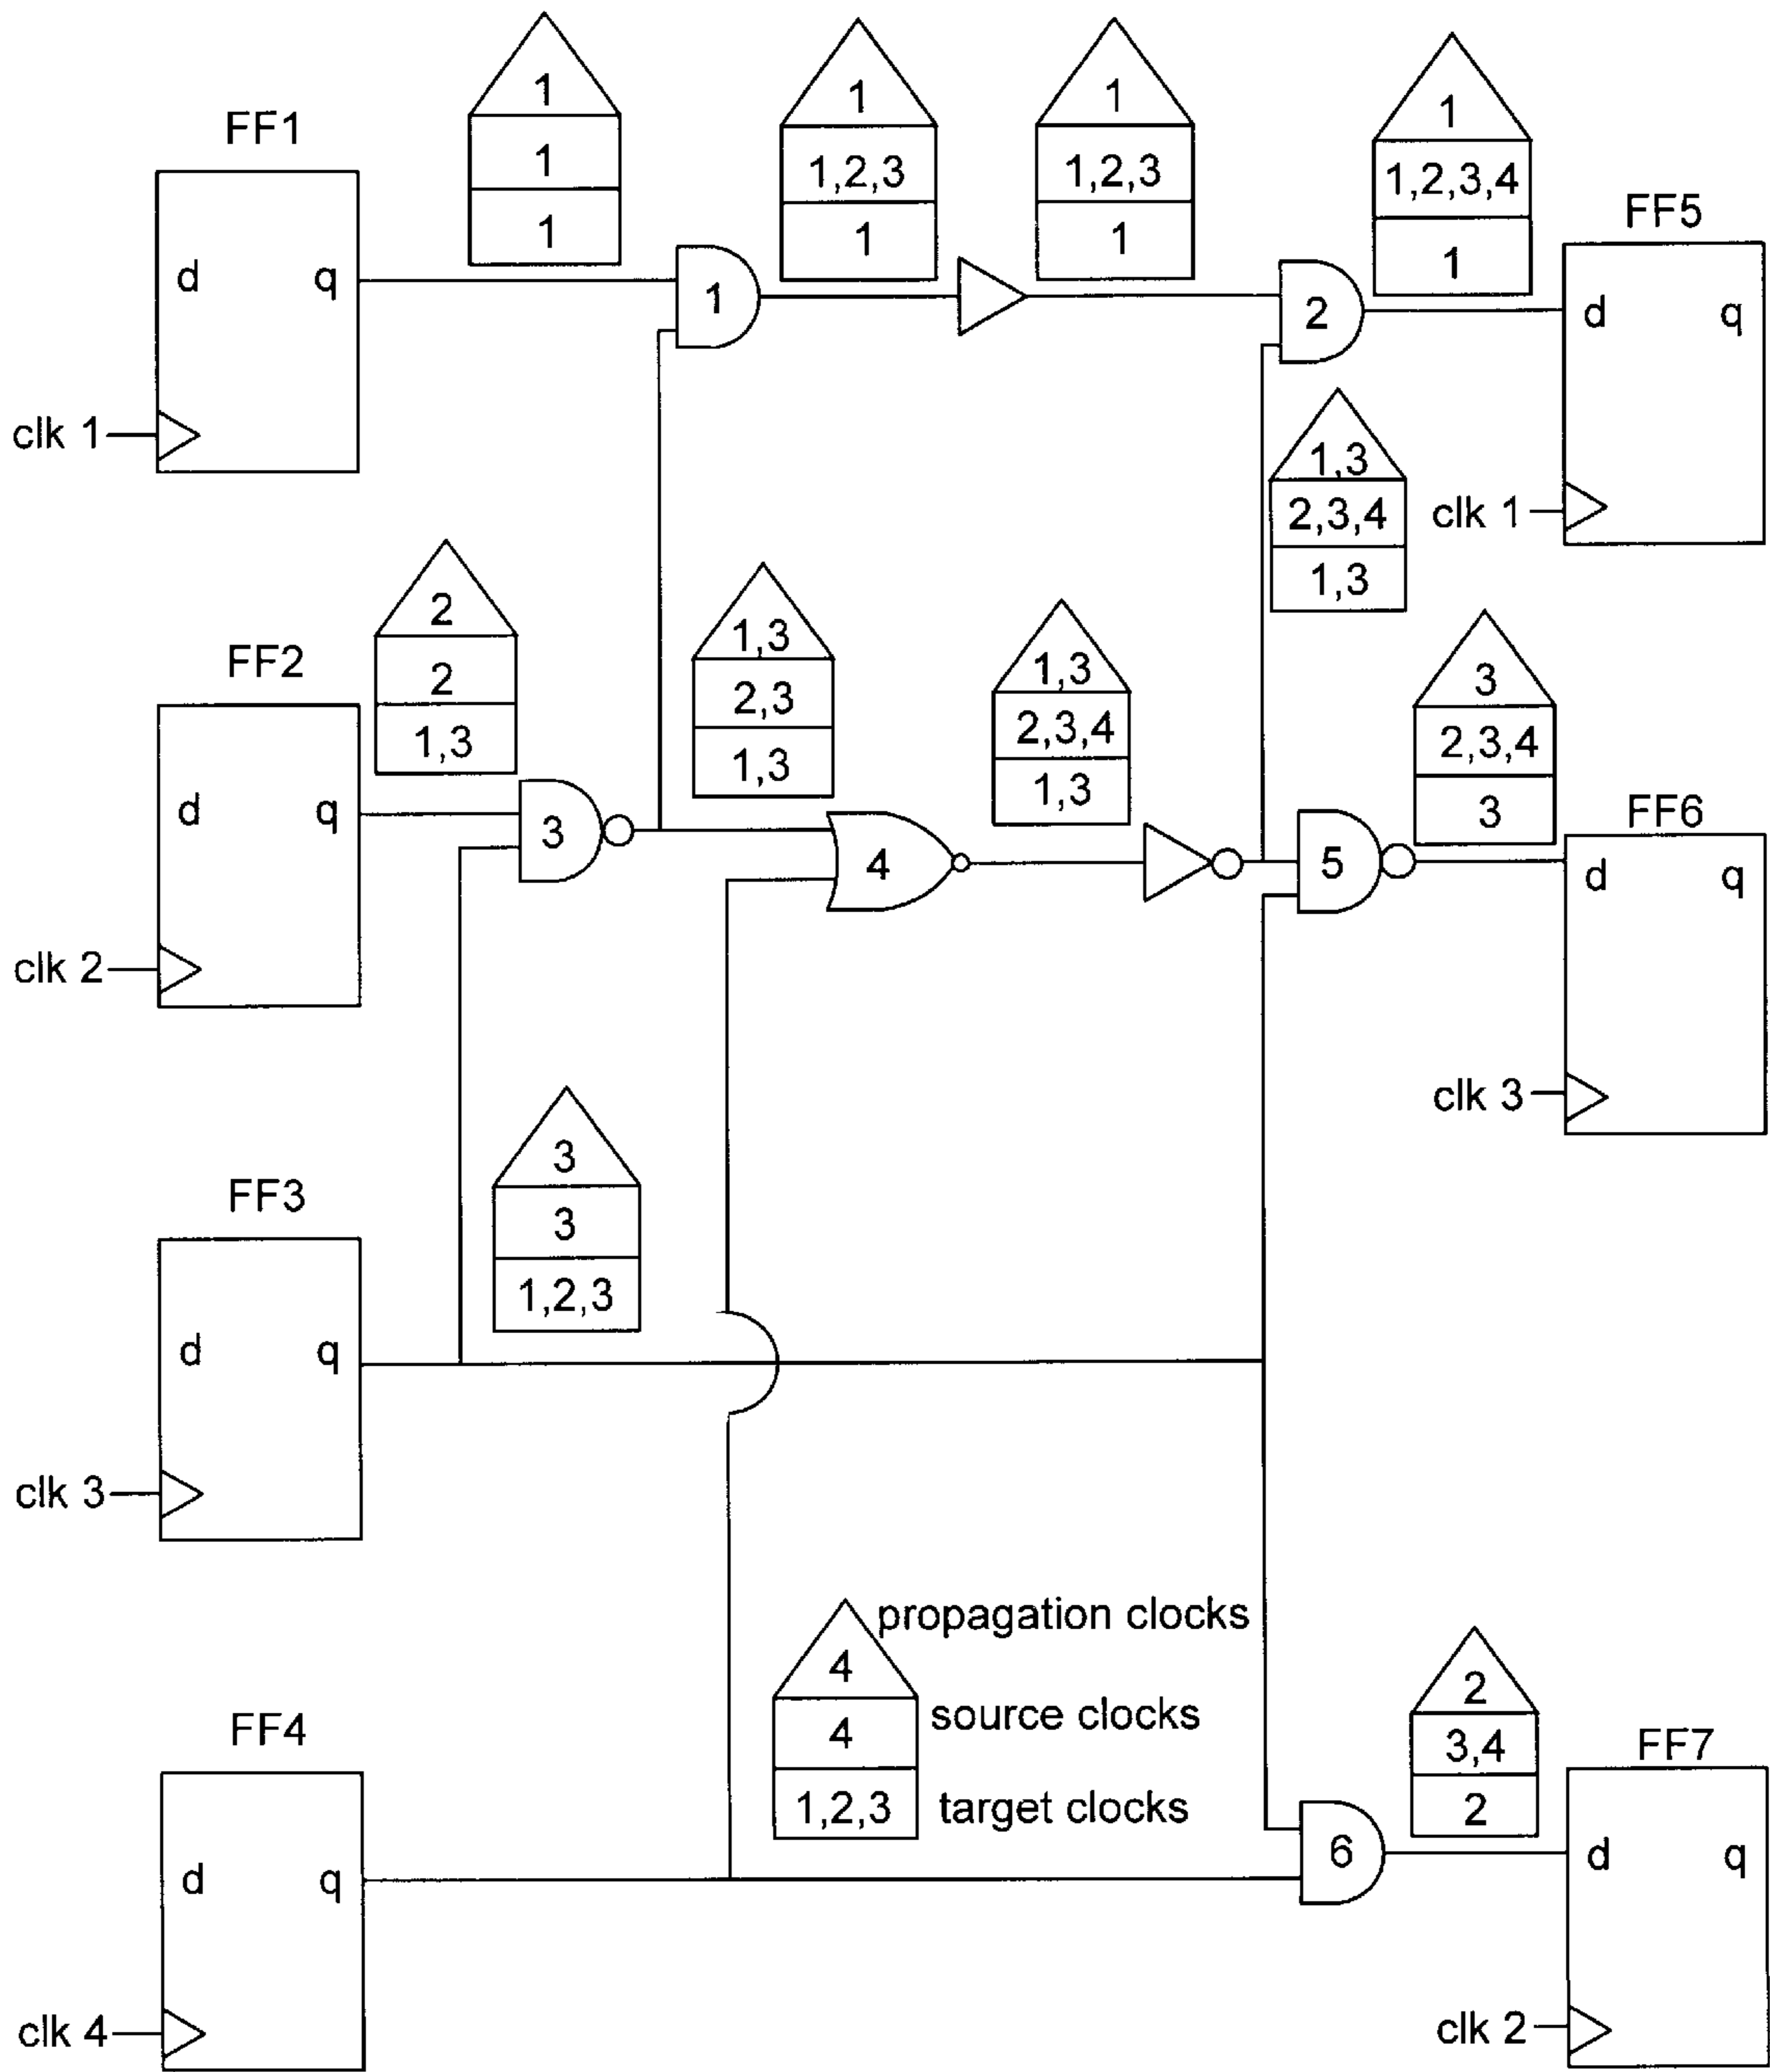 1
1
1
1
1,2,3
1
1
1,2,3
1
1
1,2,3,4
1
FF1
d q
clk 1
1
2
FF5
d q
clk 1
1,3
2,3,4
1,3
2
2
1,3
1,3
2,3
1,3
1,3
2,3,4
1,3
3
2,3,4
3
FF2
d q
clk 2
3
4
5
FF6
d q
clk 3
3
3
1,2,3
FF3
d q
clk 3
propagation clocks
4
source clocks
4
target clocks
1,2,3
2
3,4
2
FF4
d q
clk 4
6
FF7
d q
clk 2